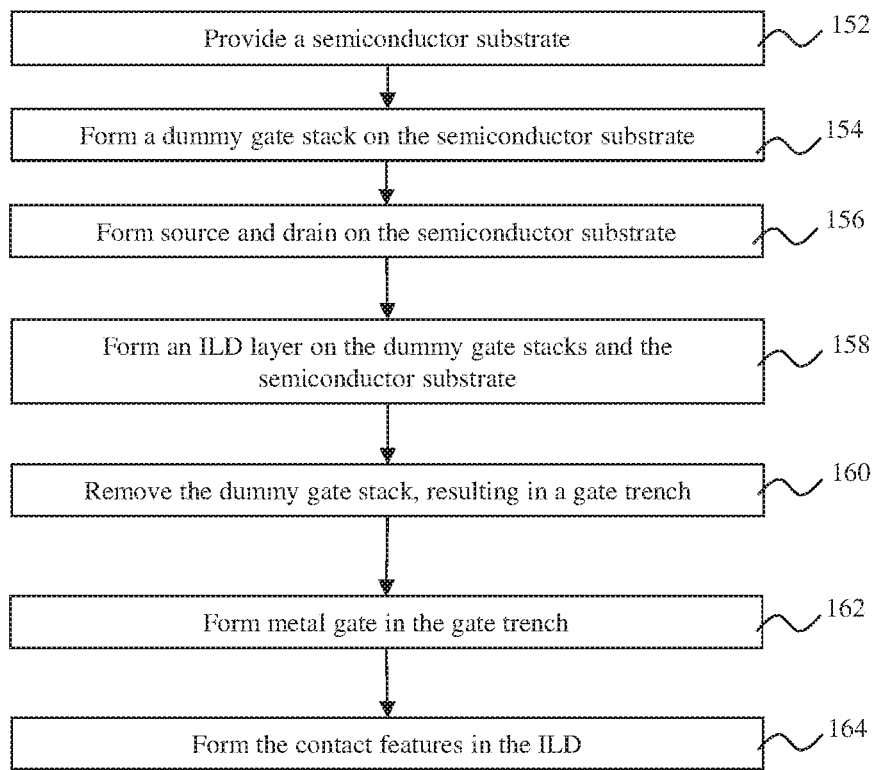 Provide a semiconductor substrate
152
Form a dummy gate stack on the semiconductor substrate
154
Form source and drain on the semiconductor substrate
156
Form an ILD layer on the dummy gate stacks and the
semiconductor substrate
158
Remove the dummy gate stack, resulting in a gate trench
160
Form metal gate in the gate trench
162
Form the contact features in the ILD
164